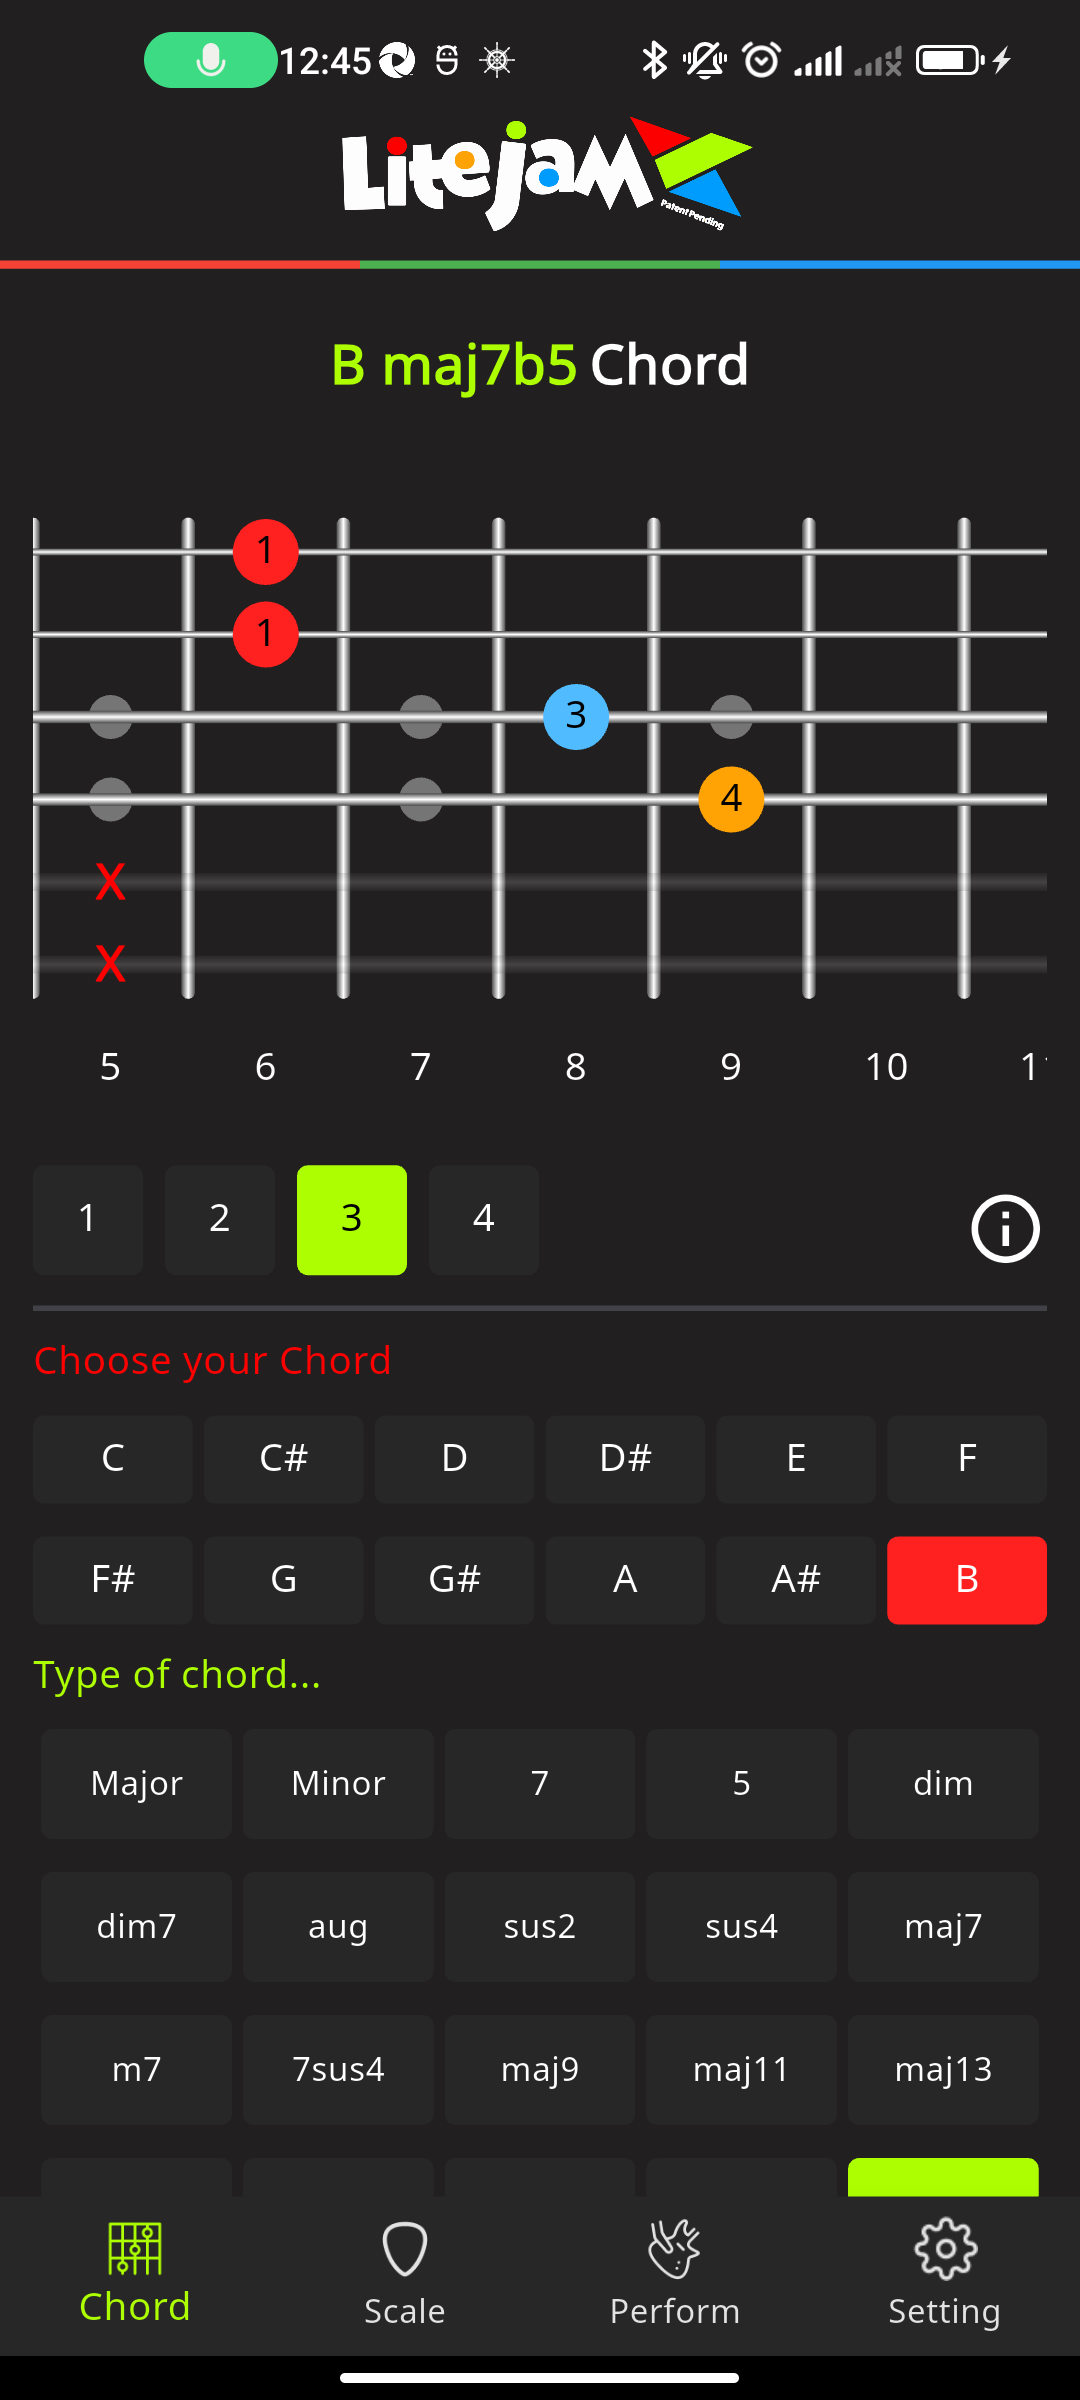 12:45
Litejam
Patent Pending
B maj7b5 Chord
1
1
3
4
X
X
5 6 7 8 9 10
1 2 3 4
Choose your Chord
C C# D D# E F
F# G G# A A# B
Type of chord...
Major Minor 7 5 dim
dim7 aug sus2 sus4 maj7
m7 7sus4 maj9 maj11 maj13
Chord Scale Perform Setting